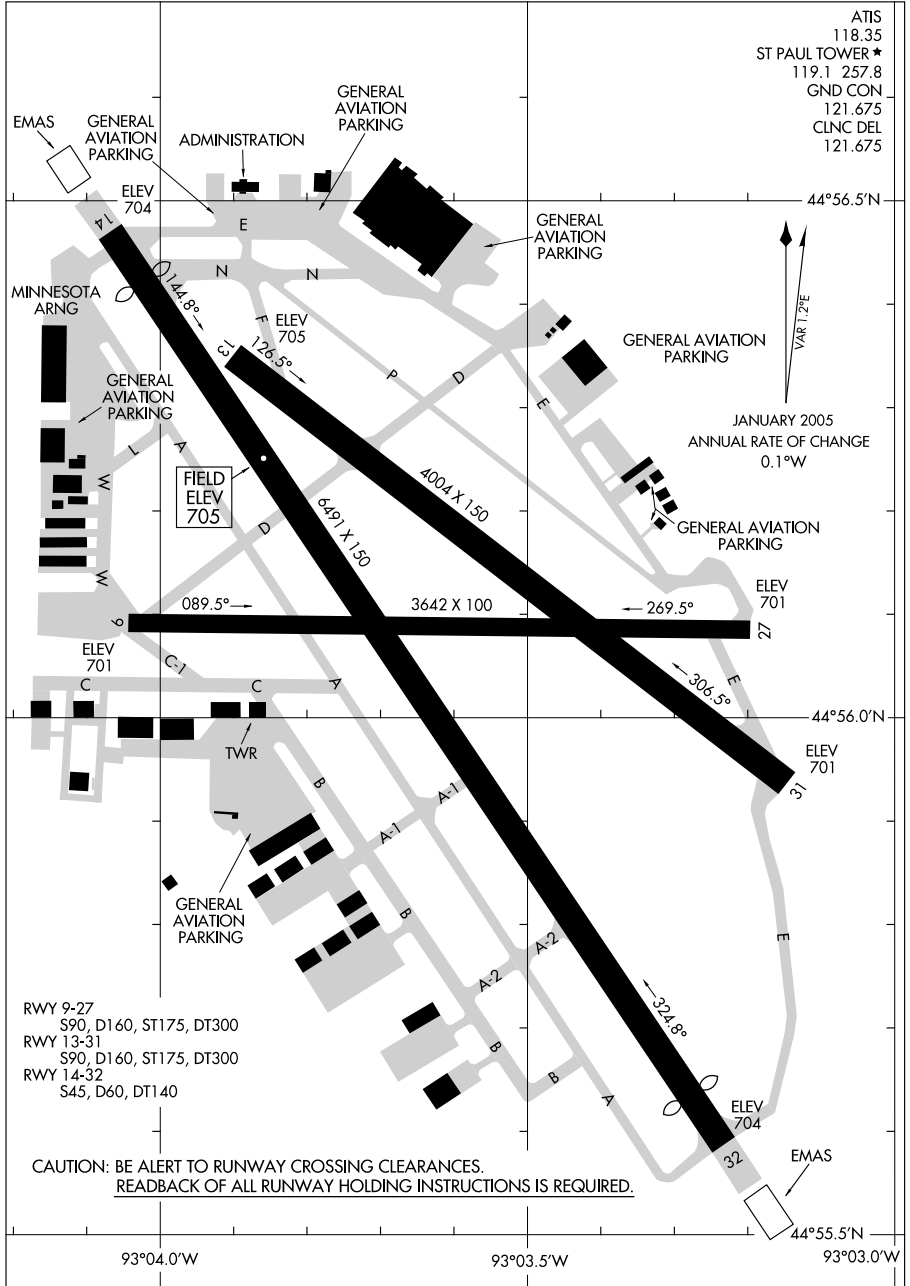 ATIS
118.35
ST PAUL TOWER ★
119.1 257.8
GND CON
121.675
CLNC DEL
121.675
EMAS
GENERAL
AVIATION
PARKING
ADMINISTRATION
GENERAL
AVIATION
PARKING
ELEV
704
44°56.5'N
14
E
GENERAL
AVIATION
PARKING
N
N
144.8°
MINNESOTA
ARNG
VAR 1.2°E
F
ELEV
705
13
126.5°
GENERAL AVIATION
PARKING
GENERAL
AVIATION
PARKING
P
D
E
JANUARY 2005
ANNUAL RATE OF CHANGE
0.1°W
L
A
W
FIELD
ELEV
705
4004 X 150
6491 X 150
D
GENERAL AVIATION
PARKING
W
089.5°
3642 X 100
269.5°
ELEV
701
9
27
ELEV
701
C-1
E
306.5°
C
C
A
44°56.0'N
TWR
ELEV
701
31
B
A-1
A-1
GENERAL
AVIATION
PARKING
B
A-2
A-2
E
324.8°
RWY 9-27
S90, D160, ST175, DT300
RWY 13-31
S90, D160, ST175, DT300
RWY 14-32
S45, D60, DT140
B
B
A
ELEV
704
32
EMAS
CAUTION: BE ALERT TO RUNWAY CROSSING CLEARANCES.
READBACK OF ALL RUNWAY HOLDING INSTRUCTIONS IS REQUIRED.
44°55.5'N
93°04.0'W
93°03.5'W
93°03.0'W